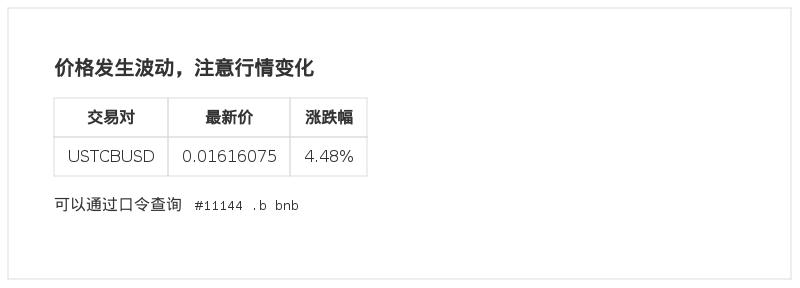 价格发生波动，注意行情变化
交易对 最新价 涨跌幅
USTCBUSD 0.01616075 4.48%
可以通过口令查询 #11144 .b bnb